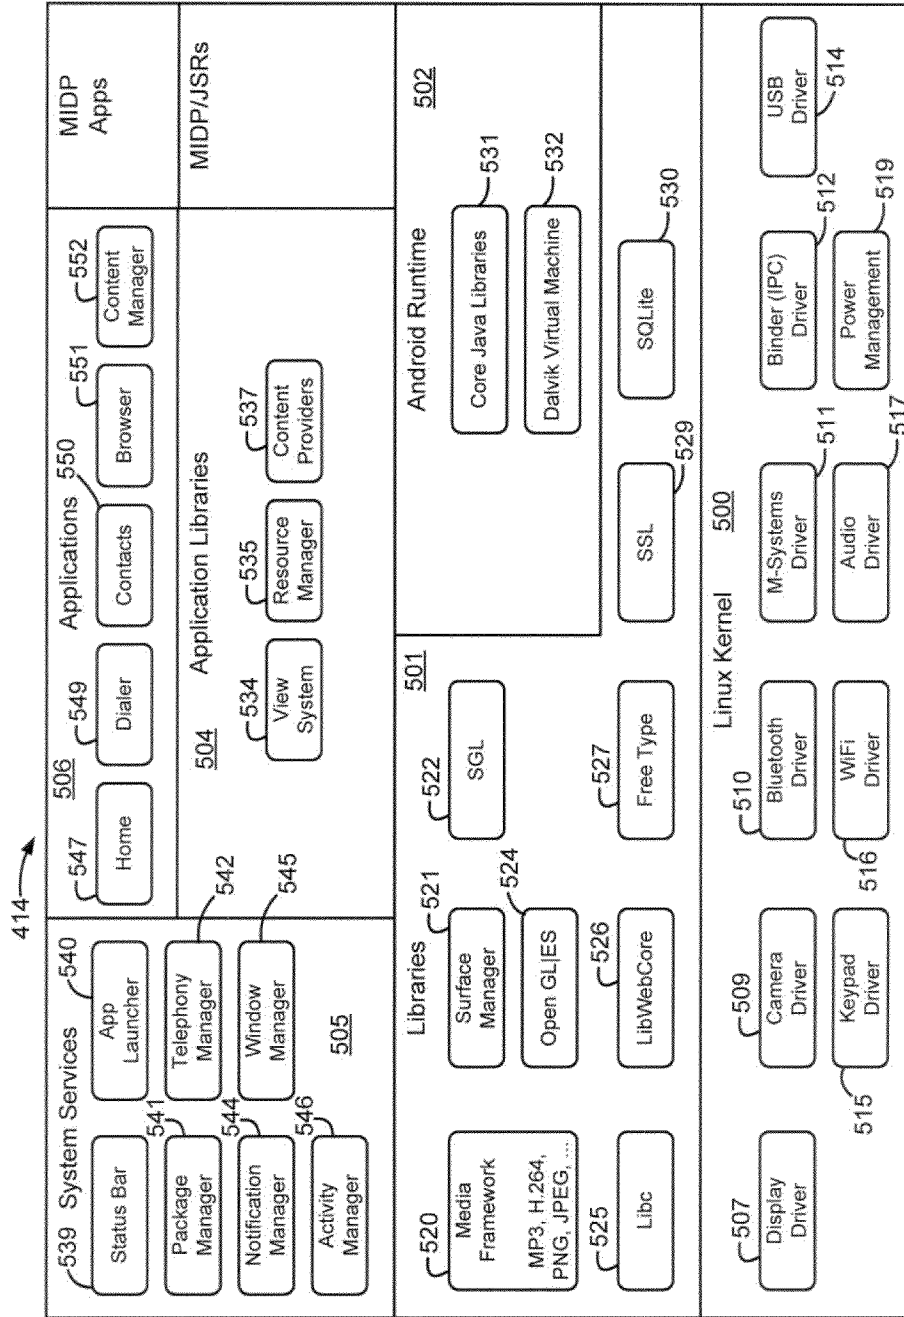 414
539
System Services
540
Status Bar
App
Launcher
541
Package
Manager
Telephony
Manager
542
544
Notification
Manager
Window
Manager
545
546
Activity
Manager
505
547
506
549
Applications
550
551
552
Home
Dialer
Contacts
Browser
Content
Manager
MIDP
Apps
504
Application Libraries
534
View
System
535
Resource
Manager
537
Content
Providers
MIDP/JSRs
Libraries
501
520
Media
Framework
MP3, H.264,
PNG, JPEG, ...
521
Surface
Manager
522
SGL
524
Open GL|ES
525
Libc
526
LibWebCore
527
Free Type
SSL
529
SQLite
530
Android Runtime
502
Core Java Libraries
531
Dalvik Virtual Machine
532
Linux Kernel
500
507
Display
Driver
509
Camera
Driver
510
Bluetooth
Driver
M-Systems
Driver
511
Binder (IPC)
Driver
512
USB
Driver
514
Keypad
Driver
515
WiFi
Driver
516
Audio
Driver
517
Power
Management
519